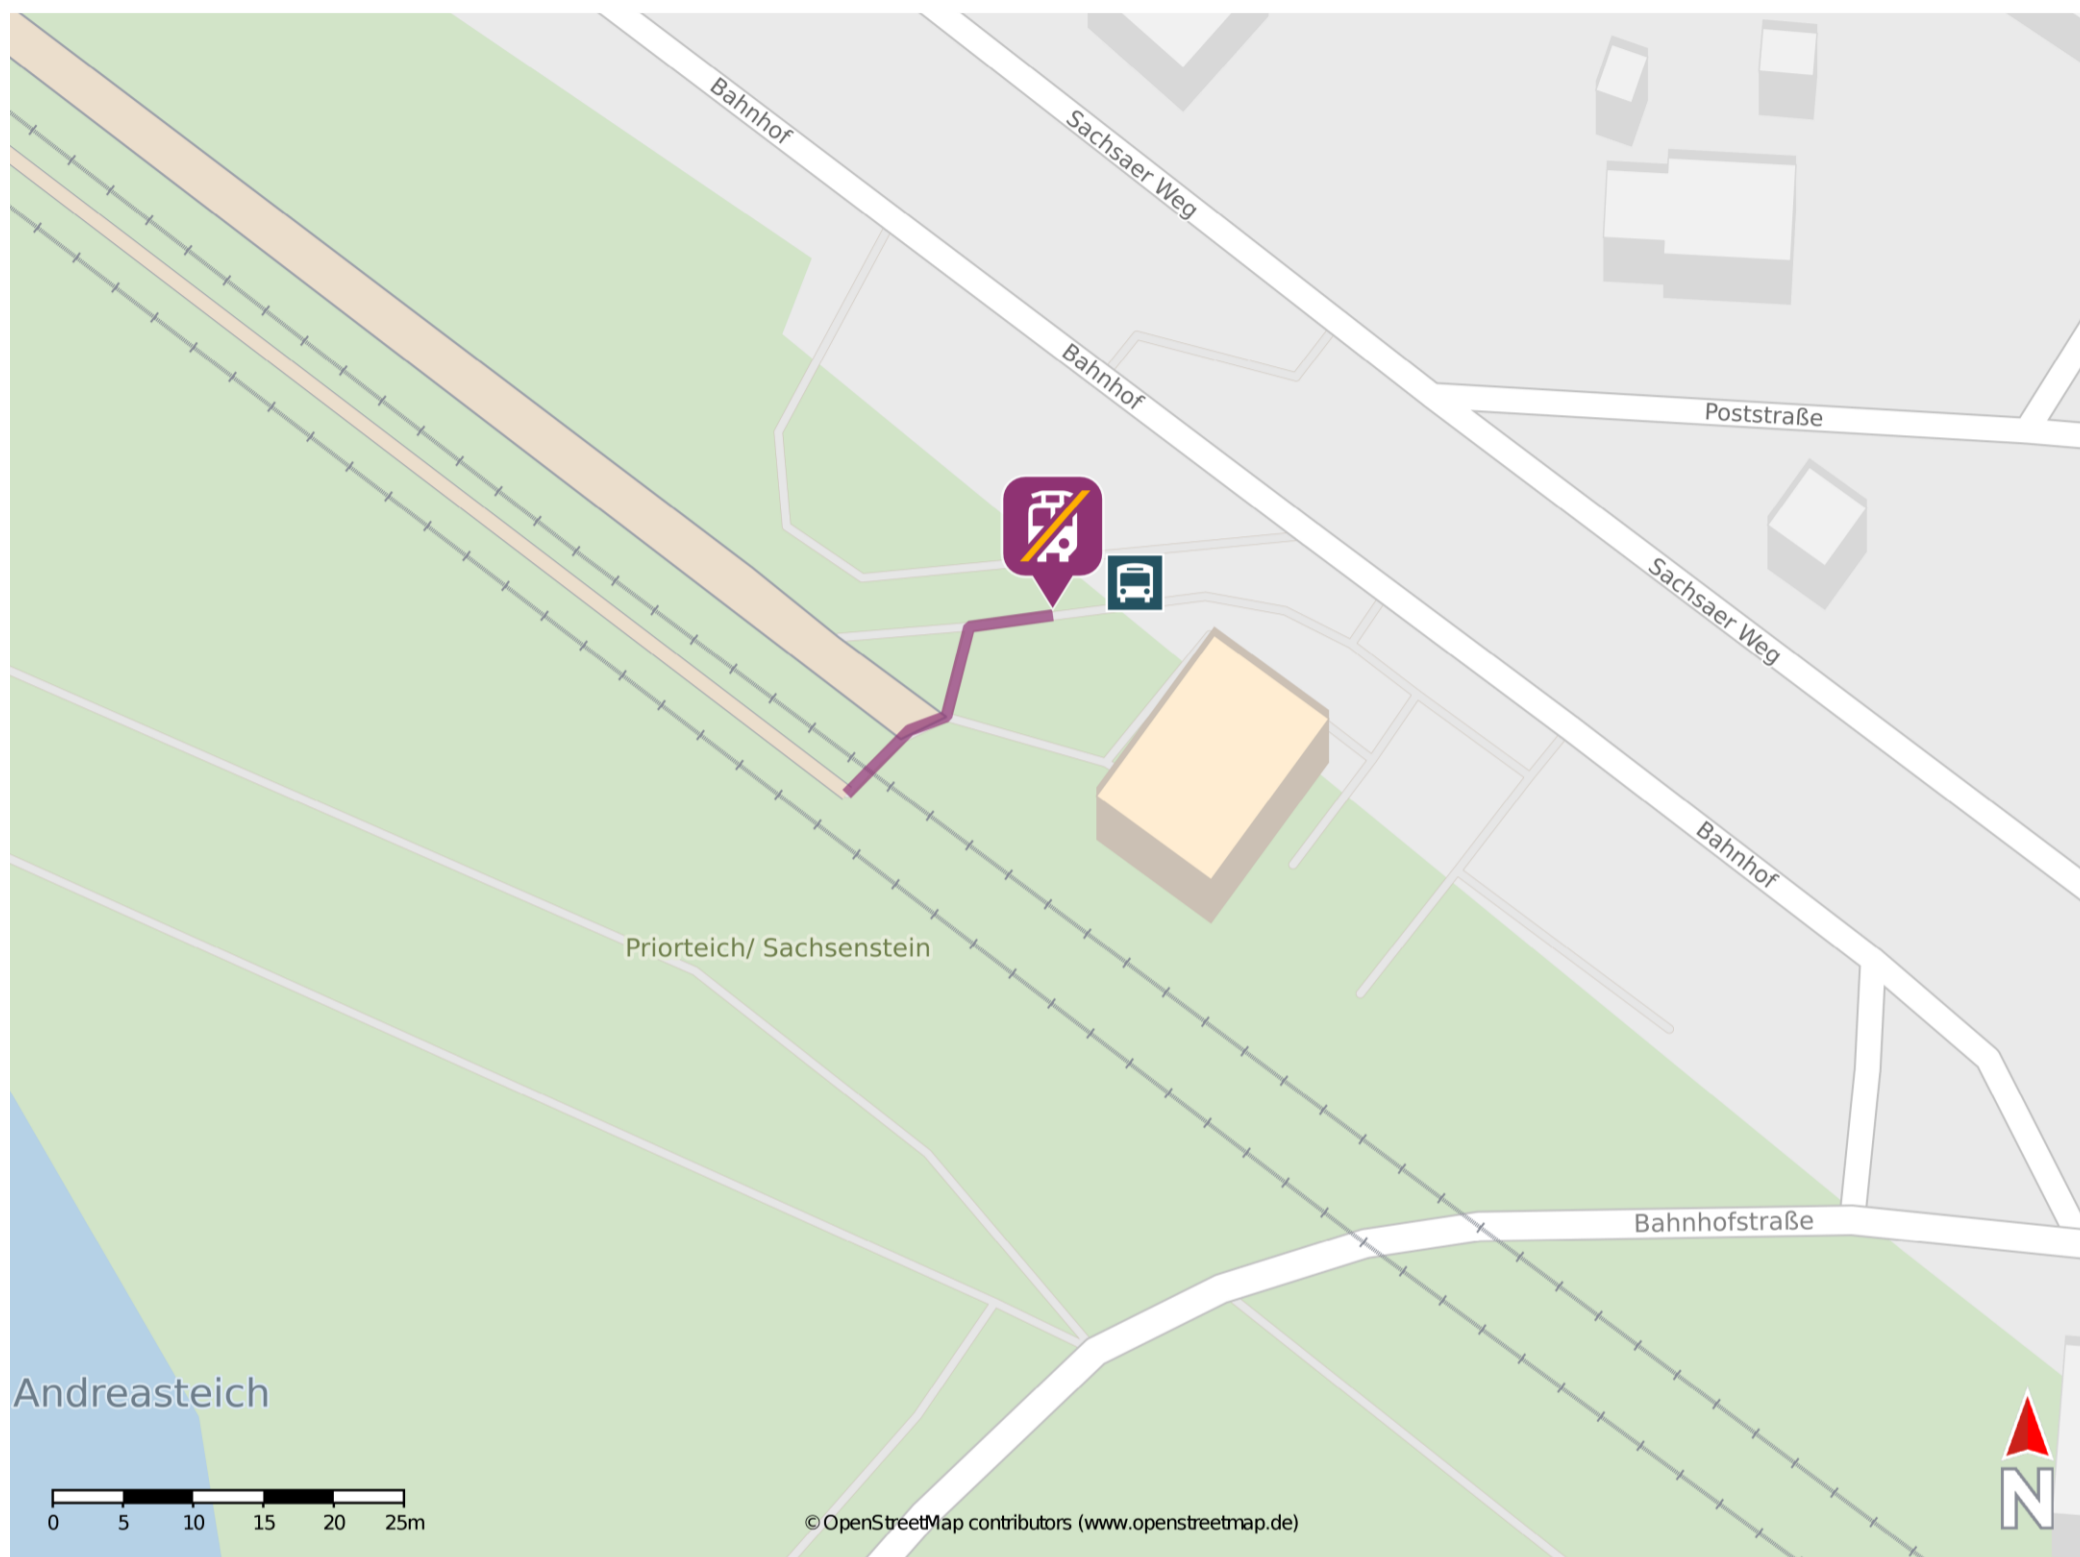 Bahnhof
Sachsaer Weg
Bahnhof
Poststraße
Sachsaer Weg
Bahnhof
Priorteich/ Sachsenstein
Bahnhofstraße
Andreasteich
0 5 10 15 20 25m
© OpenStreetMap contributors (www.openstreetmap.de)
N